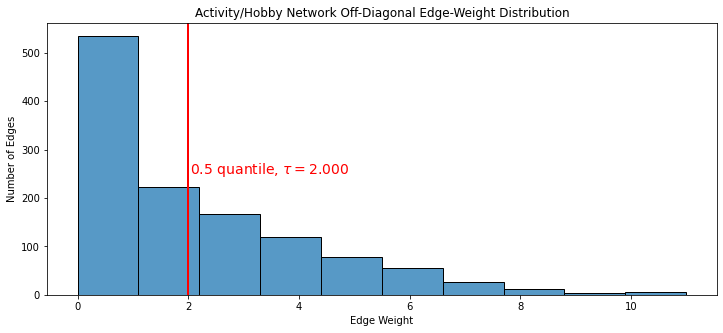 Activity/Hobby Network Off-Diagonal Edge-Weight Distribution
Number of Edges
500
400
300
200
100
0
0.5 quantile, τ = 2.000
0 2 4 6 8 10
Edge Weight